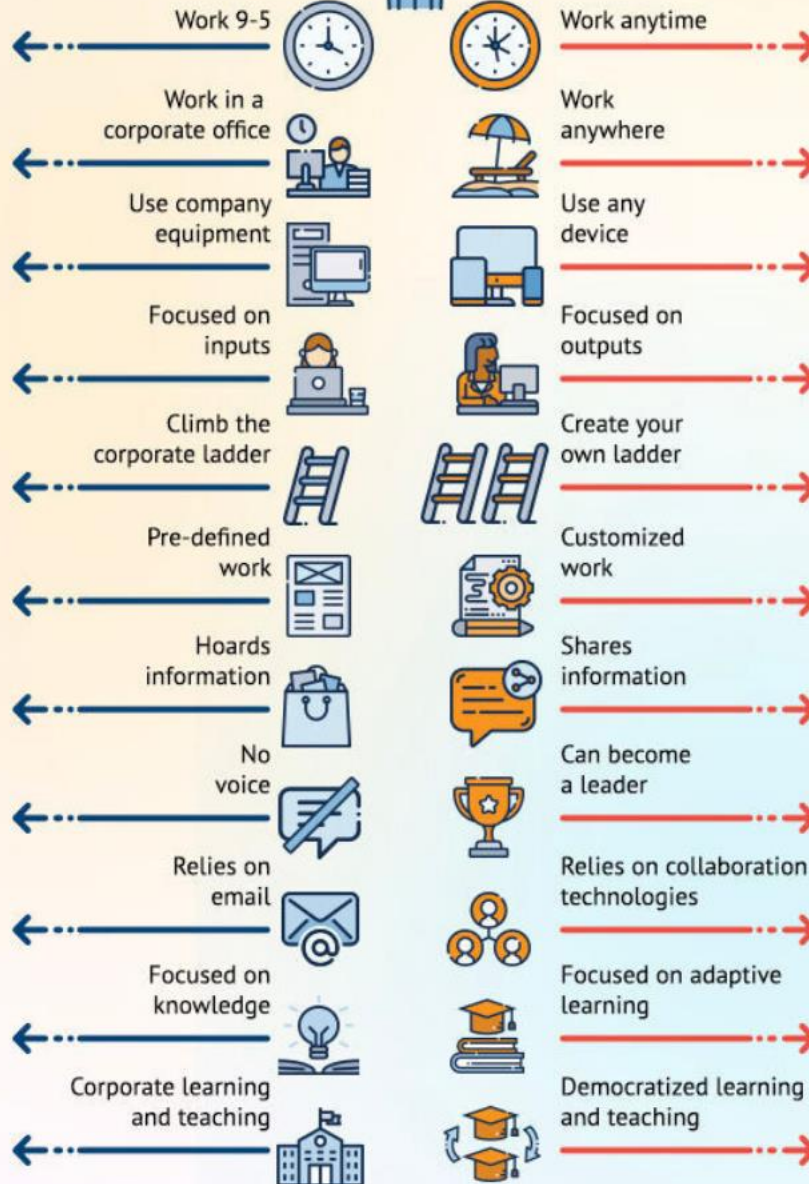 Work 9-5
Work anytime
Work in a
corporate office
Work
anywhere
Use company
equipment
Use any
device
Focused on
inputs
Focused on
outputs
Climb the
corporate ladder
Create your
own ladder
Pre-defined
work
Customized
work
Hoards
information
Shares
information
No
voice
Can become
a leader
Relies on
email
Relies on collaboration
technologies
Focused on
knowledge
Focused on adaptive
learning
Corporate learning
and teaching
Democratized learning
and teaching